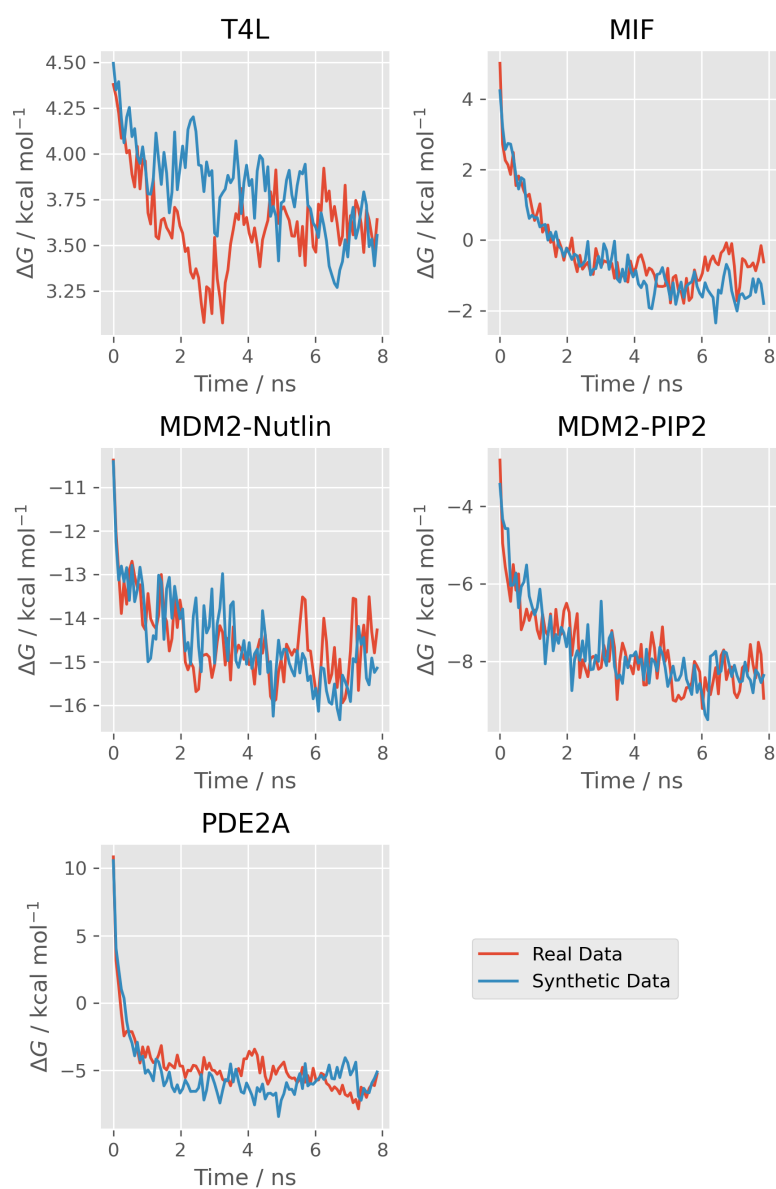 T4L
ΔG / kcal mol⁻¹
4.50
4.25
4.00
3.75
3.50
3.25
0 2 4 6 8
Time / ns
MIF
ΔG / kcal mol⁻¹
4
2
0
−2
0 2 4 6 8
Time / ns
MDM2-Nutlin
ΔG / kcal mol⁻¹
−11
−12
−13
−14
−15
−16
0 2 4 6 8
Time / ns
MDM2-PIP2
ΔG / kcal mol⁻¹
−4
−6
−8
0 2 4 6 8
Time / ns
PDE2A
ΔG / kcal mol⁻¹
10
5
0
−5
0 2 4 6 8
Time / ns
Real Data
Synthetic Data